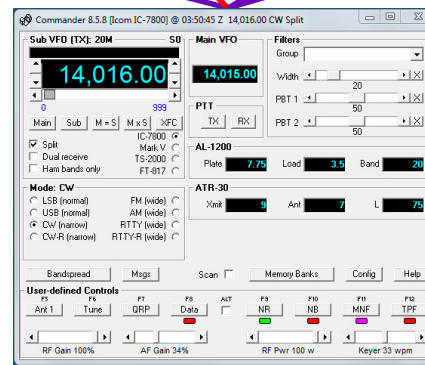 Commander 8.5.8 [Icom IC-7800] @ 03:50:45 Z 14,016.00 CW Split
Sub VFO (TX): 20M S0
14,016.00
0 999
Main Sub M = S M x S XFC
IC-7800
Split Mark V
Dual receive TS-2000
Ham bands only FT-817
Main VFO
14,015.00
PTT
TX RX
Filters
Group
Width X
20
PBT 1 X
50
PBT 2 X
50
AL-1200
Plate 7.75 Load 3.5 Band 20
Mode: CW
LSB (normal) FM (wide)
USB (normal) AM (wide)
CW (narrow) RTTY (wide)
CW-R (narrow) RTTY-R (wide)
ATR-30
Xmit 9 Ant 7 L 75
Bandspread Msgs Scan Memory Banks Config Help
User-defined Controls
F5 F6 F7 F8 ALT F9 F10 F11 F12
Ant 1 Tune QRP Data NR NB MNF TPF
RF Gain 100% AF Gain 34% RF Pwr 100 w Keyer 33 wpm